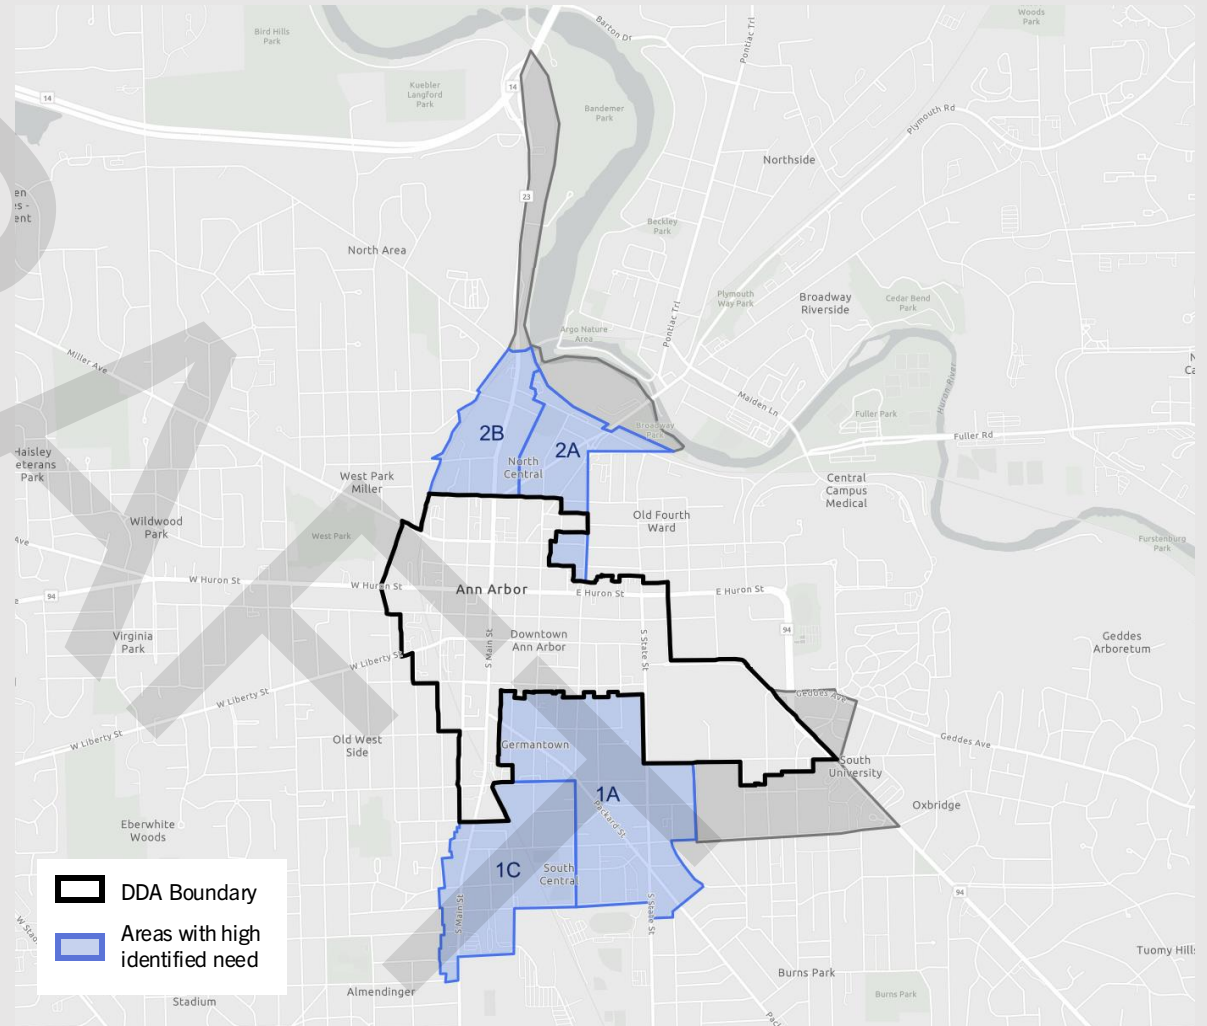 Woods
Park
Barton Dr
Pontiac Trl
Bird Hills
Park
14
Kuebler
Langford
Park
14
Bandemer
Park
Plymouth Rd
Northside
23
Beckley
Park
North Area
Plymouth
Way Park
Broadway
Riverside
Cedar Bend
Park
Pontiac Trl
Argo Nature
Area
Miller Ave
Huron River
Maiden Ln
Fuller Park
2B
2A
Broadway
Park
Fuller Rd
Haisley
eterans
Park
North
Central
West Park
Miller
Central
Campus
Medical
Wildwood
Park
Old Fourth
Ward
West Park
Furstenburg
Park
Ave
W Huron St
W Huron St
Ann Arbor
E Huron St
E Huron St
94
94
Virginia
Park
Downtown
Ann Arbor
S Main St
S State St
Geddes
Arboretum
W Liberty St
W Liberty St
Geddes Ave
W Liberty St
Old West
Side
Germantown
Geddes Ave
South
University
1A
Packard St
Oxbridge
Eberwhite
Woods
1C
South
Central
94
S Main St
S State St
DDA Boundary
Areas with high
identified need
Tuomy Hills
Burns Park
Almendinger
Burns Park
Stadium